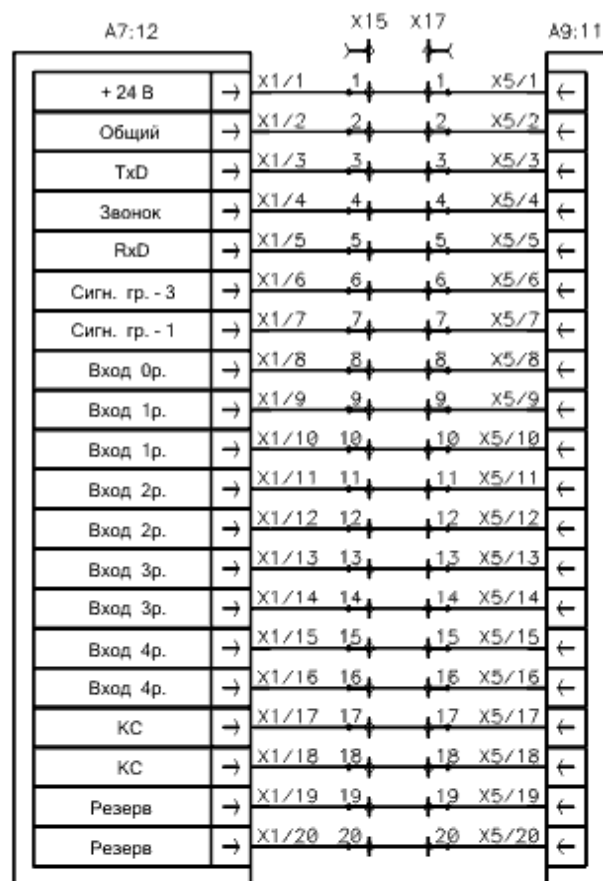 X15 X17
A7:12 A9:11
+ 24 В X1/1 1 1 X5/1
Общий X1/2 2 2 X5/2
TxD X1/3 3 3 X5/3
Звонок X1/4 4 4 X5/4
RxD X1/5 5 5 X5/5
Сигн. гр. - 3 X1/6 6 6 X5/6
Сигн. гр. - 1 X1/7 7 7 X5/7
Вход 0р. X1/8 8 8 X5/8
Вход 1р. X1/9 9 9 X5/9
Вход 1р. X1/10 10 10 X5/10
Вход 2р. X1/11 11 11 X5/11
Вход 2р. X1/12 12 12 X5/12
Вход 3р. X1/13 13 13 X5/13
Вход 3р. X1/14 14 14 X5/14
Вход 4р. X1/15 15 15 X5/15
Вход 4р. X1/16 16 16 X5/16
КС X1/17 17 17 X5/17
КС X1/18 18 18 X5/18
Резерв X1/19 19 19 X5/19
Резерв X1/20 20 20 X5/20